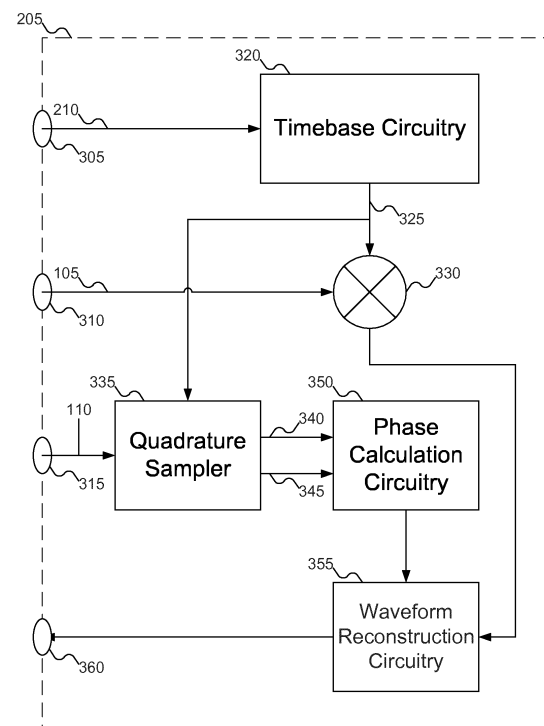 205
320
210
Timebase Circuitry
305
325
105
330
310
335
350
110
340
Quadrature
Sampler
Phase
Calculation
Circuitry
315
345
355
Waveform
Reconstruction
Circuitry
360